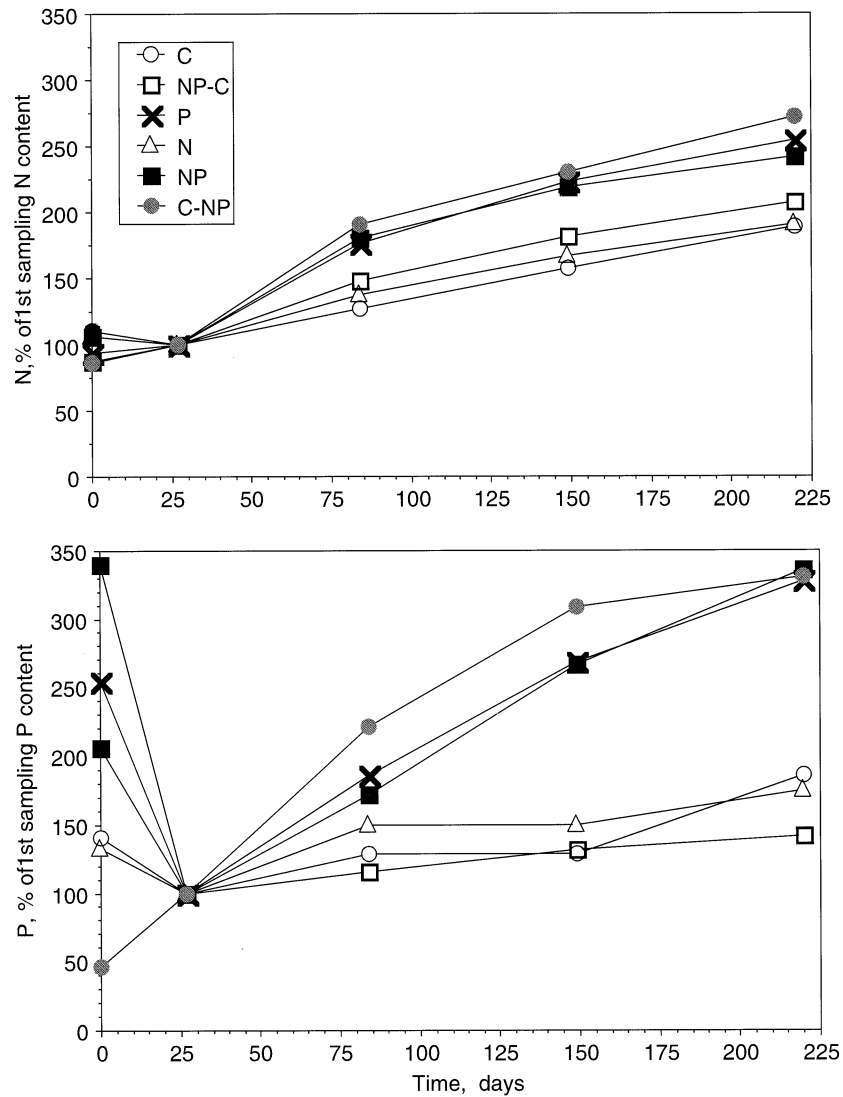 350
300
250
200
150
100
50
0
N,% of1st sampling N content
C
NP-C
P
N
NP
C-NP
0 25 50 75 100 125 150 175 200 225
350
300
250
200
150
100
50
0
P, % of1st sampling P content
0 25 50 75 100 125 150 175 200 225
Time, days